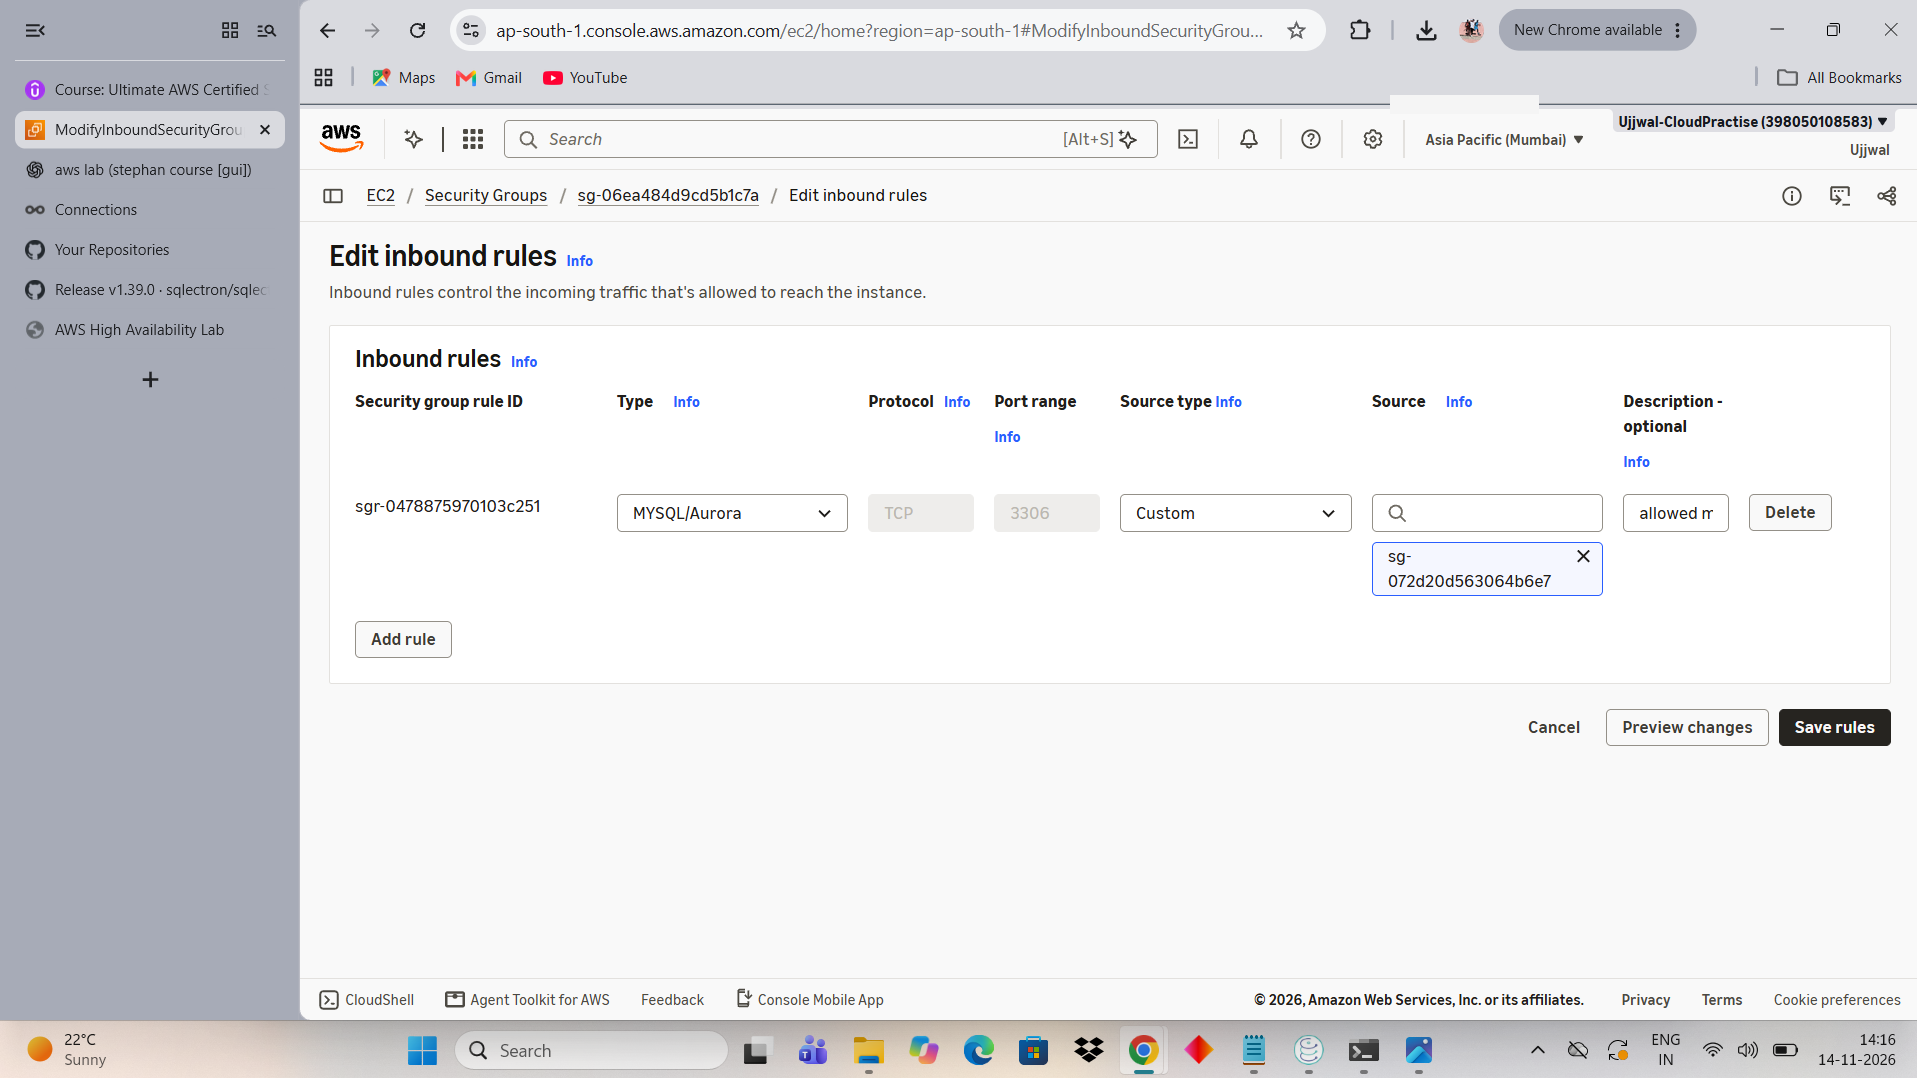 Course: Ultimate AWS Certified S
ModifyInboundSecurityGrou
aws lab (stephan course [gui])
Connections
Your Repositories
Release v1.39.0 · sqlectron/sqlec
AWS High Availability Lab
ap-south-1.console.aws.amazon.com/ec2/home?region=ap-south-1#ModifyInboundSecurityGrou...
New Chrome available
Maps
Gmail
YouTube
All Bookmarks
aws
Search
[Alt+S]
Asia Pacific (Mumbai)
Ujjwal-CloudPractise (398050108583)
Ujjwal
EC2 / Security Groups / sg-06ea484d9cd5b1c7a / Edit inbound rules
Edit inbound rules Info
Inbound rules control the incoming traffic that's allowed to reach the instance.
Inbound rules Info
Security group rule ID
Type Info
Protocol Info
Port range
Info
Source type Info
Source Info
Description -
optional
Info
sgr-0478875970103c251
MYSQL/Aurora
TCP
3306
Custom
allowed m
Delete
sg-
072d20d563064b6e7
Add rule
Cancel
Preview changes
Save rules
CloudShell
Agent Toolkit for AWS
Feedback
Console Mobile App
© 2026, Amazon Web Services, Inc. or its affiliates.
Privacy
Terms
Cookie preferences
22°C
Sunny
Search
ENG
IN
14:16
14-11-2026